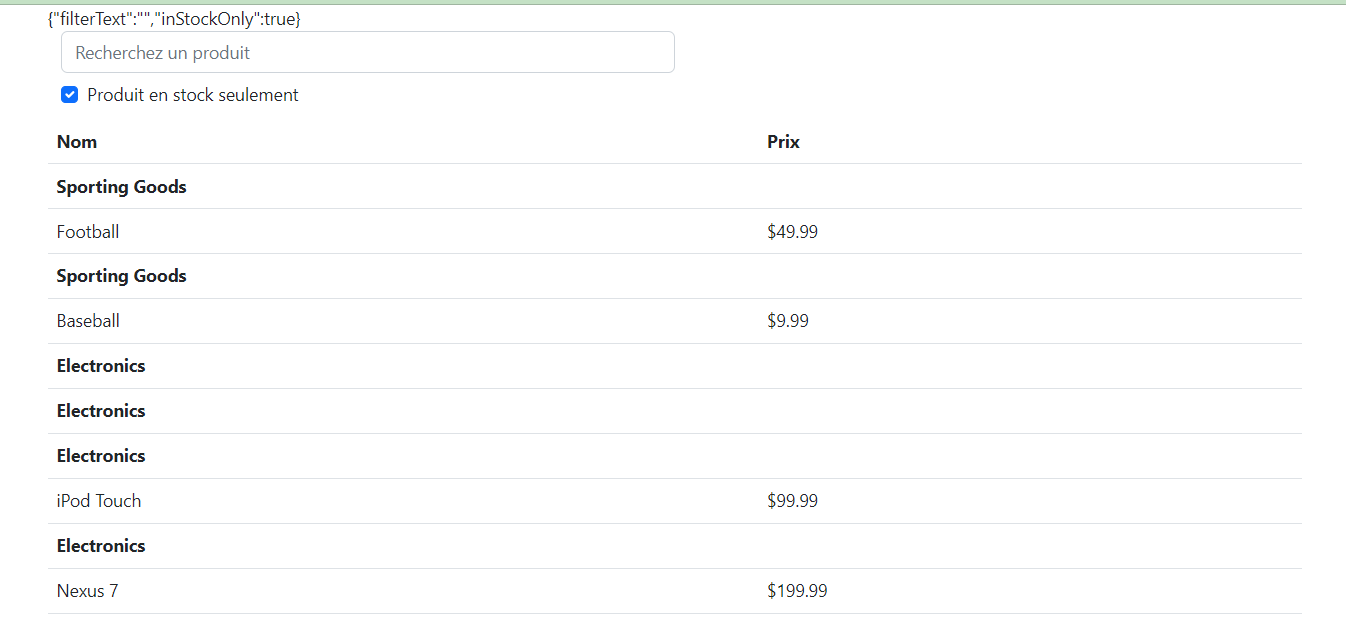 {"filterText":"","inStockOnly":true}
Recherchez un produit
Produit en stock seulement
Nom Prix
Sporting Goods
Football $49.99
Sporting Goods
Baseball $9.99
Electronics
Electronics
Electronics
iPod Touch $99.99
Electronics
Nexus 7 $199.99